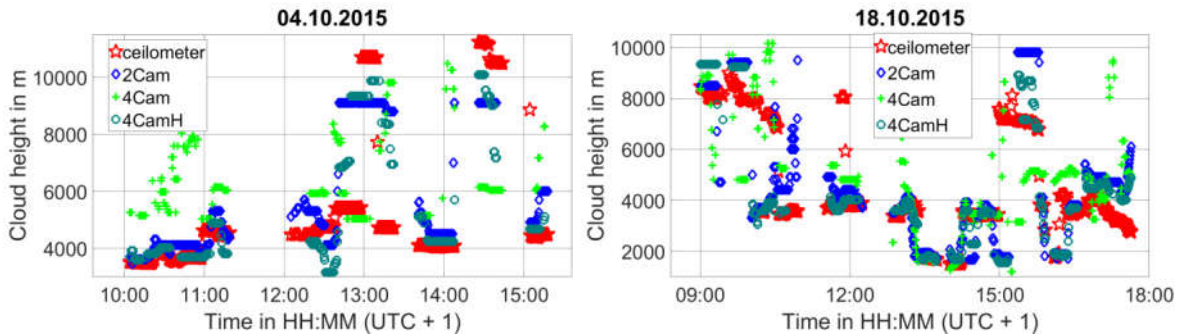 04.10.2015
Cloud height in m
10000
8000
6000
4000
ceilometer
2Cam
4Cam
4CamH
10:00 11:00 12:00 13:00 14:00 15:00
Time in HH:MM (UTC + 1)
18.10.2015
Cloud height in m
10000
8000
6000
4000
2000
ceilometer
2Cam
4Cam
4CamH
09:00 12:00 15:00 18:00
Time in HH:MM (UTC + 1)